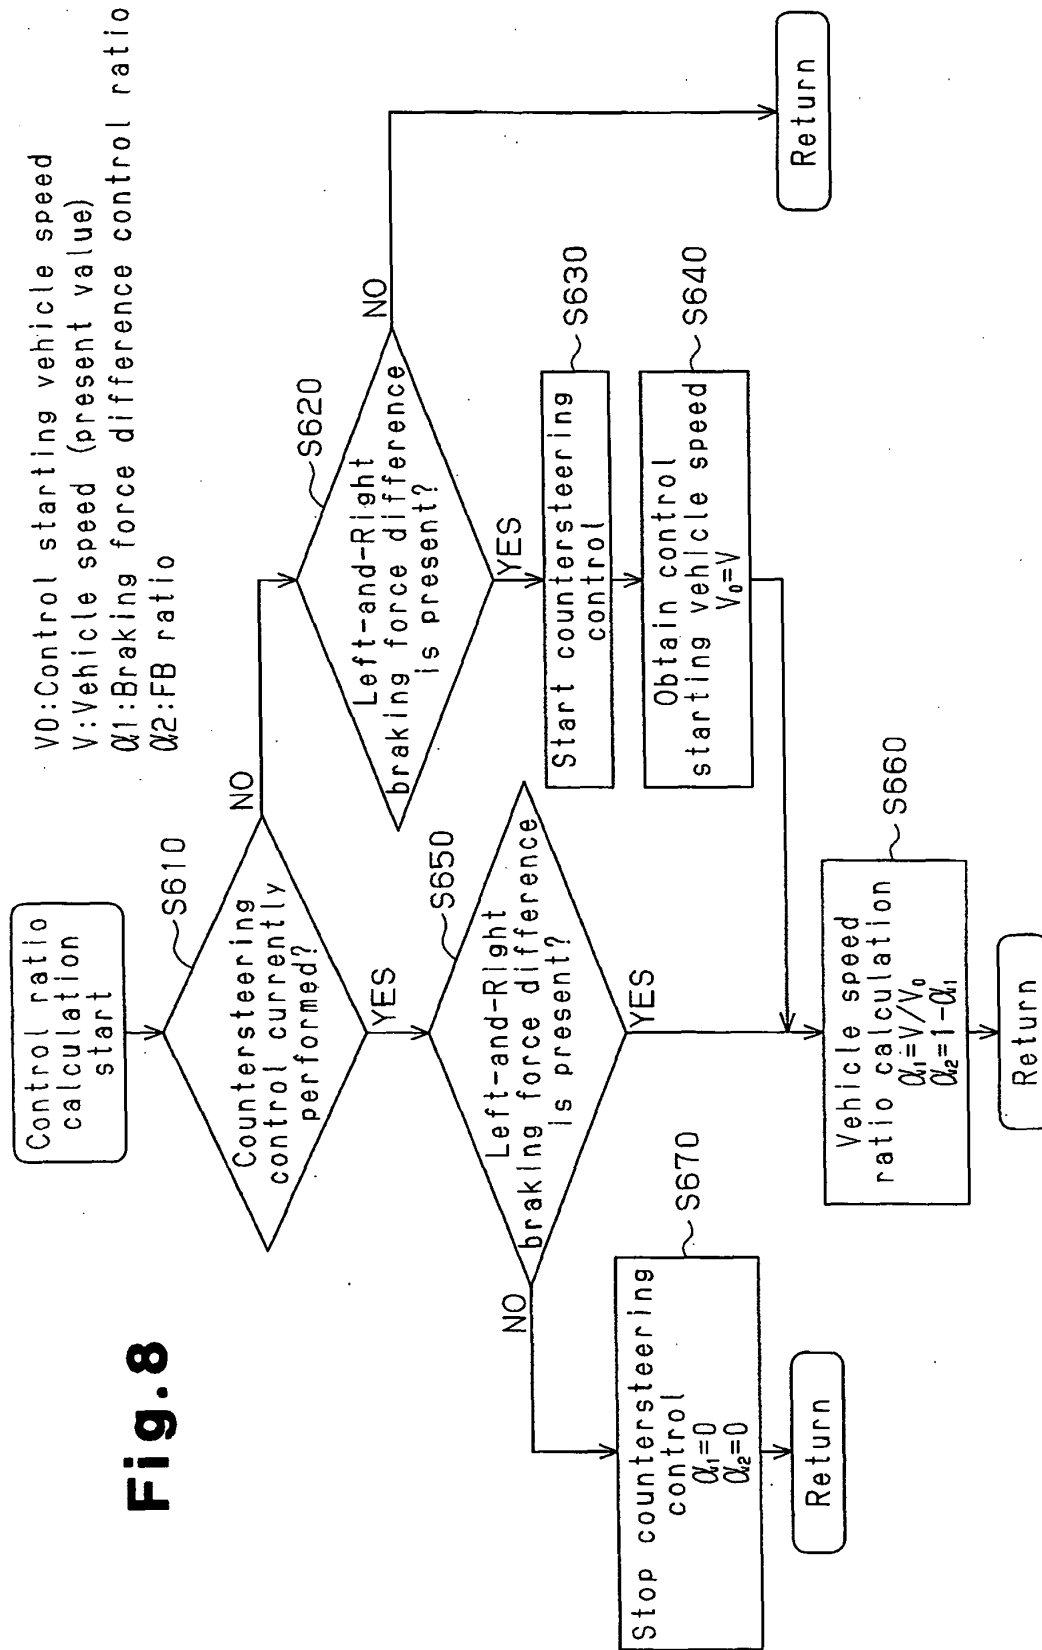 Fig.8
V0:Control starting vehicle speed
V:Vehicle speed (present value)
α1:Braking force difference control ratio
α2:FB ratio
Control ratio
calculation
start
S610
Countersteering
control currently
performed?
NO
YES
S620
Left-and-Right
braking force difference
is present?
NO
YES
S630
Start countersteering
control
S640
Obtain control
starting vehicle speed
V₀=V
Return
S650
Left-and-Right
braking force difference
is present?
NO
YES
S660
Vehicle speed
ratio calculation
α₁=V/V₀
α₂=1-α₁
Return
S670
Stop countersteering
control
α₁=0
α₂=0
Return